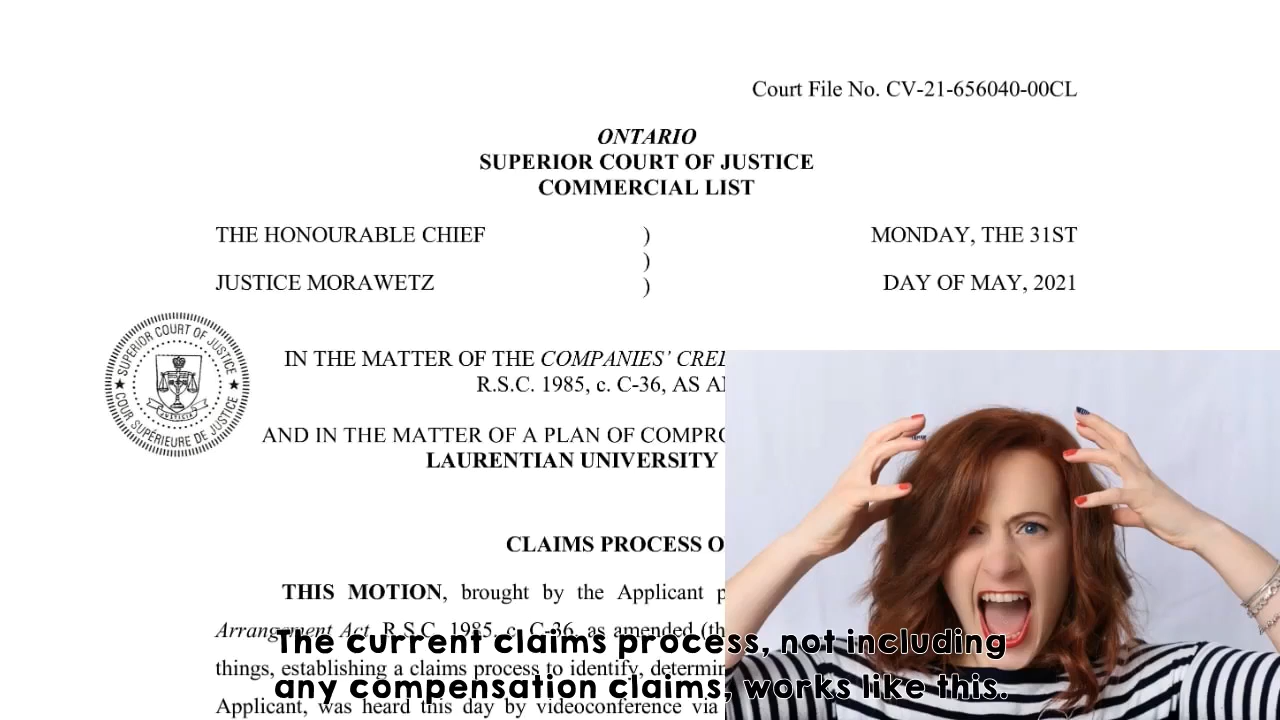 Court File No. CV-21-656040-00CL
ONTARIO
SUPERIOR COURT OF JUSTICE
COMMERCIAL LIST
THE HONOURABLE CHIEF ) MONDAY, THE 31ST
)
JUSTICE MORAWETZ ) DAY OF MAY, 2021
SUPERIOR COURT OF JUSTICE
COUR SUPÉRIEURE DE JUSTICE
IN THE MATTER OF THE COMPANIES'
R.S.C. 1985, c. C-36, AS
AND IN THE MATTER OF A PLAN OF
LAURENTIAN UNIVERSITY
CLAIMS PROCESS
THIS MOTION, brought by the Applicant
Arrangement Act, R.S.C. 1985, c. C-36, as amended
things, establishing a claims process to identify,
Applicant, was heard this day by videoconference via
The current claims process, not including
any compensation claims, works like this.